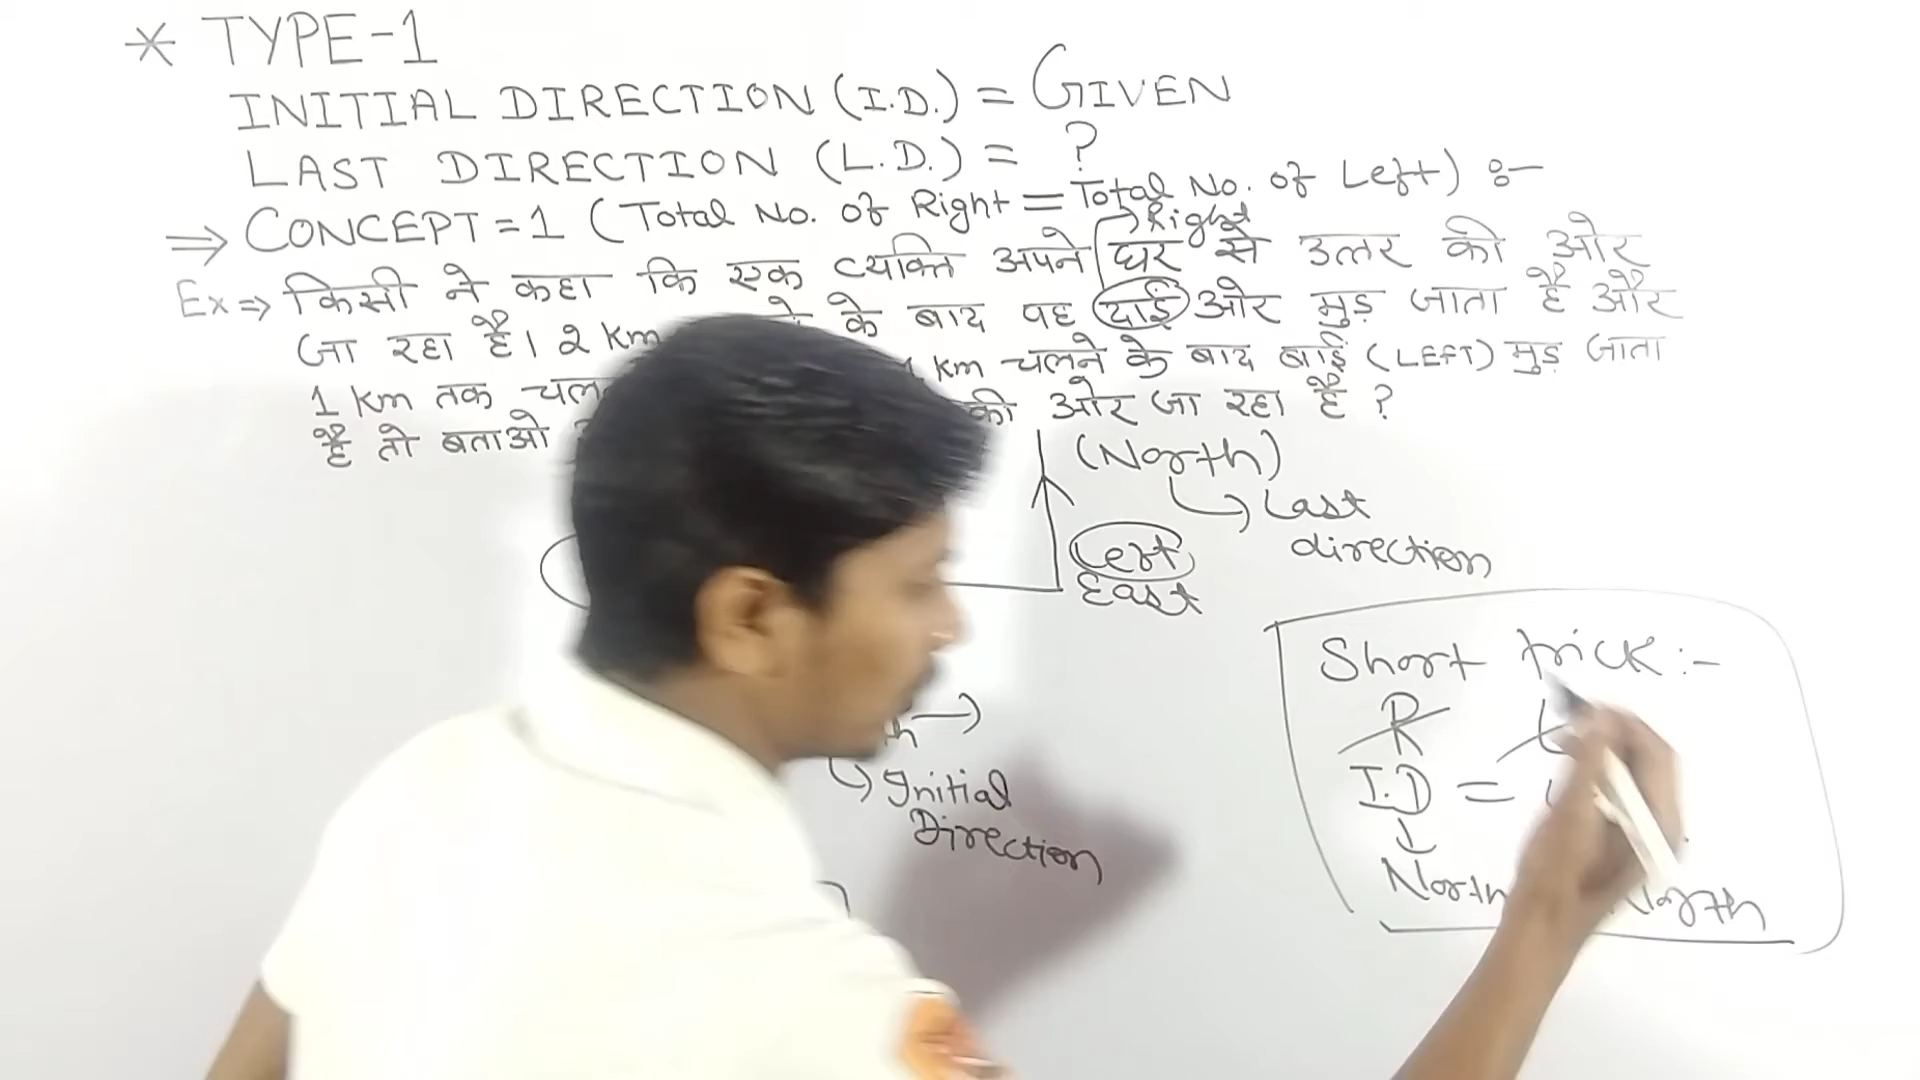 * TYPE-1
INITIAL DIRECTION (I.D.) = GIVEN
LAST DIRECTION (L.D.) = ?
⇒ CONCEPT=1 (Total No. of Right = Total No. of Left) :-
Right
Ex ⇒ किसी ने कहा कि एक व्यक्ति अपने घर से उत्तर की ओर
जा रहा है। 2 Km के बाद वह दाईं ओर मुड़ जाता है और
1 Km तक चल Km चलने के बाद बाईं (LEFT) मुड़ जाता
है तो बताओ की ओर जा रहा है ?
(North)
Last
direction
Left
East
Initial
Direction
Short trick :-
R L
I.D =
North North